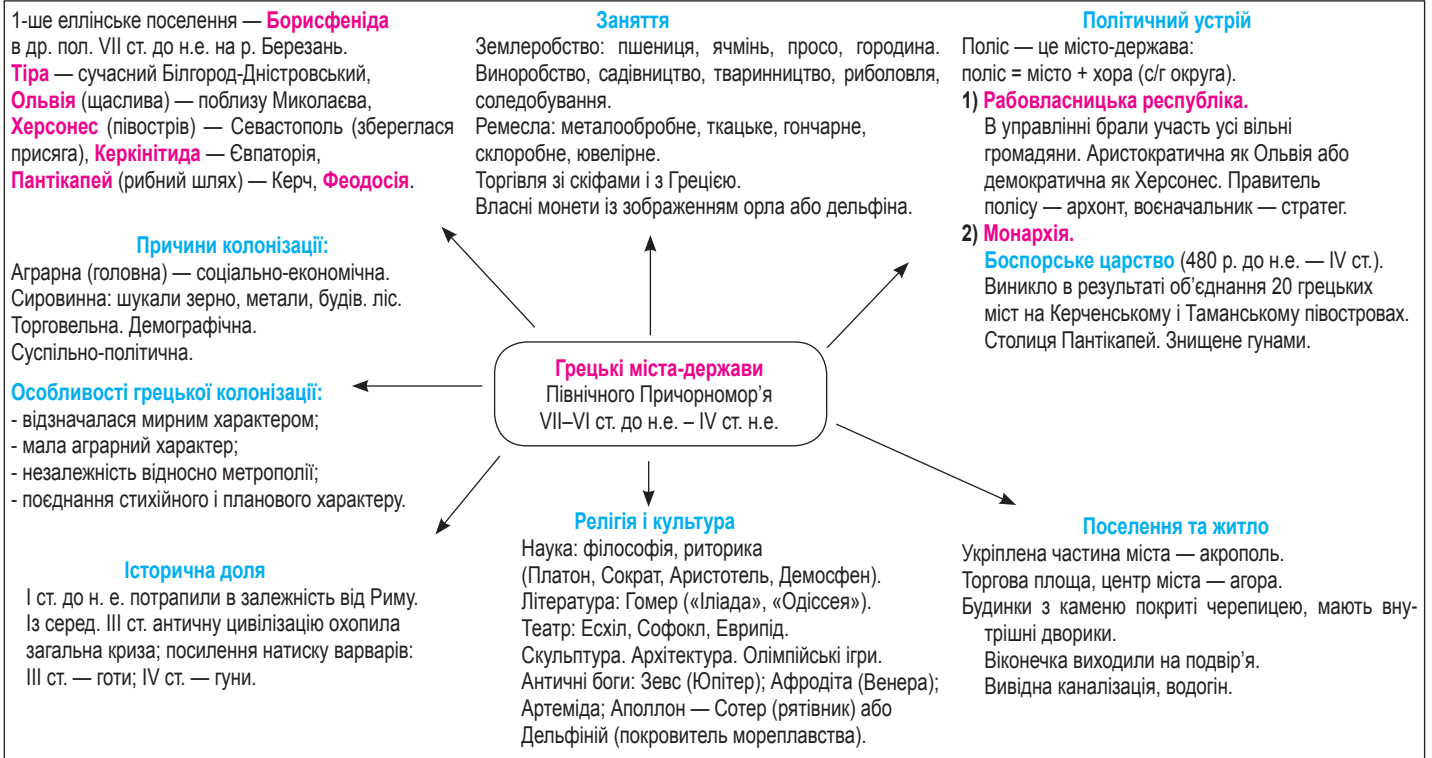 1-ше еллінське поселення — Борисфеніда
в др. пол. VII ст. до н.е. на р. Березань.
Тіра — сучасний Білгород-Дністровський,
Ольвія (щаслива) — поблизу Миколаєва,
Херсонес (півострів) — Севастополь (збереглася
присяга), Керкінітида — Євпаторія,
Пантікапей (рибний шлях) — Керч, Феодосія.
Причини колонізації:
Аграрна (головна) — соціально-економічна.
Сировинна: шукали зерно, метали, будів. ліс.
Торговельна. Демографічна.
Суспільно-політична.
Особливості грецької колонізації:
- відзначалася мирним характером;
- мала аграрний характер;
- незалежність відносно метрополії;
- поєднання стихійного і планового характеру.
Історична доля
І ст. до н. е. потрапили в залежність від Риму.
Із серед. III ст. античну цивілізацію охопила
загальна криза; посилення натиску варварів:
III ст. — готи; IV ст. — гуни.
Заняття
Землеробство: пшениця, ячмінь, просо, городина.
Виноробство, садівництво, тваринництво, риболовля,
соледобування.
Ремесла: металообробне, ткацьке, гончарне,
склоробне, ювелірне.
Торгівля зі скіфами і з Грецією.
Власні монети із зображенням орла або дельфіна.
Грецькі міста-держави
Північного Причорномор’я
VII–VI ст. до н.е. – IV ст. н.е.
Релігія і культура
Наука: філософія, риторика
(Платон, Сократ, Аристотель, Демосфен).
Література: Гомер («Іліада», «Одіссея»).
Театр: Есхіл, Софокл, Еврипід.
Скульптура. Архітектура. Олімпійські ігри.
Античні боги: Зевс (Юпітер); Афродіта (Венера);
Артеміда; Аполлон — Сотер (рятівник) або
Дельфіній (покровитель мореплавства).
Політичний устрій
Поліс — це місто-держава:
поліс = місто + хора (с/г округа).
1) Рабовласницька республіка.
В управлінні брали участь усі вільні
громадяни. Аристократична як Ольвія або
демократична як Херсонес. Правитель
полісу — архонт, воєначальник — стратег.
2) Монархія.
Боспорське царство (480 р. до н.е. — IV ст.).
Виникло в результаті об’єднання 20 грецьких
міст на Керченському і Таманському півостровах.
Столиця Пантікапей. Знищене гунами.
Поселення та житло
Укріплена частина міста — акрополь.
Торгова площа, центр міста — агора.
Будинки з каменю покриті черепицею, мають вну-
трішні дворики.
Віконечка виходили на подвір’я.
Вивідна каналізація, водогін.